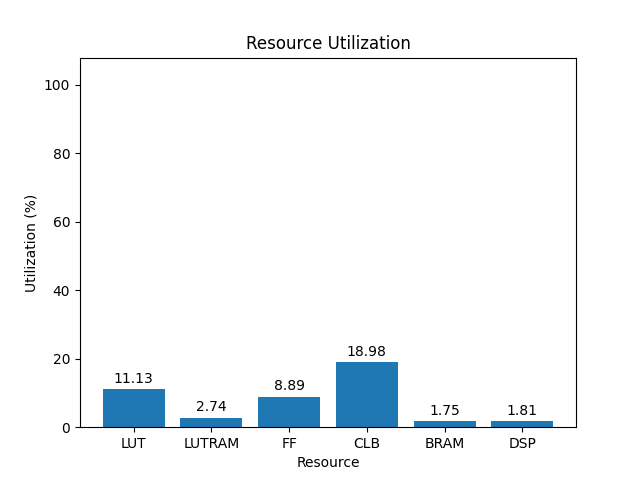 Resource Utilization
Utilization (%)
100
80
60
40
20
0
11.13
2.74
8.89
18.98
1.75
1.81
LUT
LUTRAM
FF
CLB
BRAM
DSP
Resource